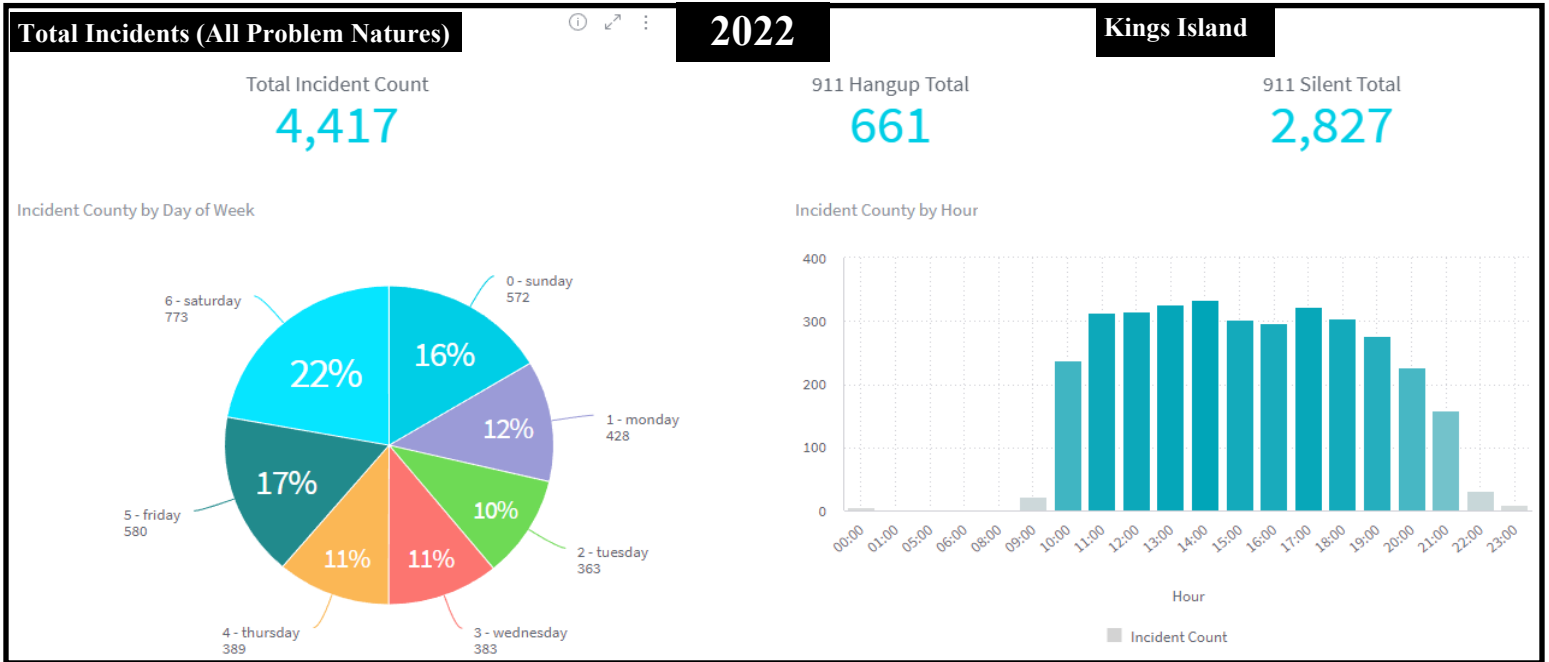 Total Incidents (All Problem Natures)
2022
Kings Island
Total Incident Count
4,417
911 Hangup Total
661
911 Silent Total
2,827
Incident County by Day of Week
0 - sunday
572
16%
1 - monday
428
12%
2 - tuesday
363
10%
3 - wednesday
383
11%
4 - thursday
389
11%
5 - friday
580
17%
6 - saturday
773
22%
Incident County by Hour
400
300
200
100
0
00:00 01:00 05:00 06:00 08:00 09:00 10:00 11:00 12:00 13:00 14:00 15:00 16:00 17:00 18:00 19:00 20:00 21:00 22:00 23:00
Hour
Incident Count